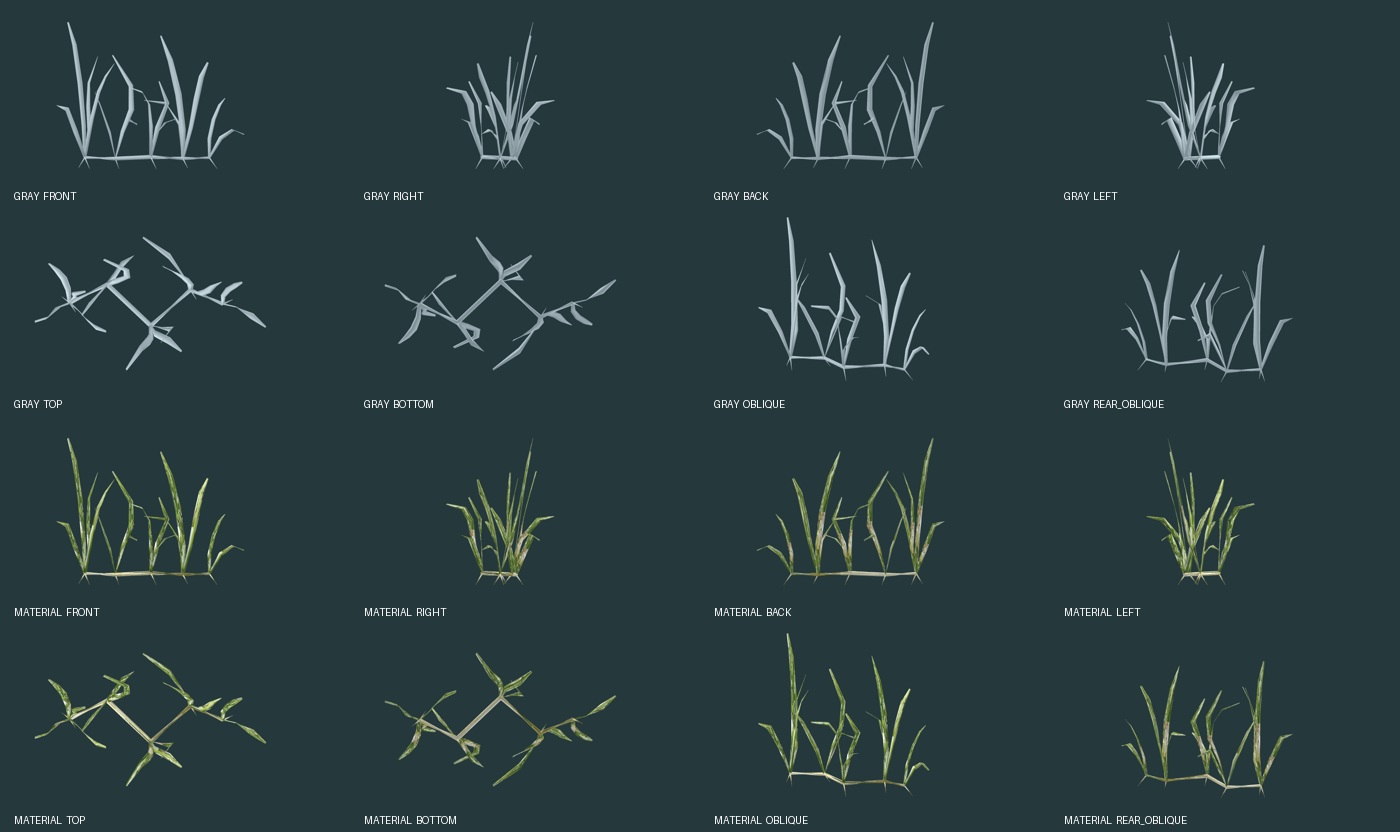 GRAY FRONT
GRAY RIGHT
GRAY BACK
GRAY LEFT
GRAY TOP
GRAY BOTTOM
GRAY OBLIQUE
GRAY REAR_OBLIQUE
MATERIAL FRONT
MATERIAL RIGHT
MATERIAL BACK
MATERIAL LEFT
MATERIAL TOP
MATERIAL BOTTOM
MATERIAL OBLIQUE
MATERIAL REAR_OBLIQUE